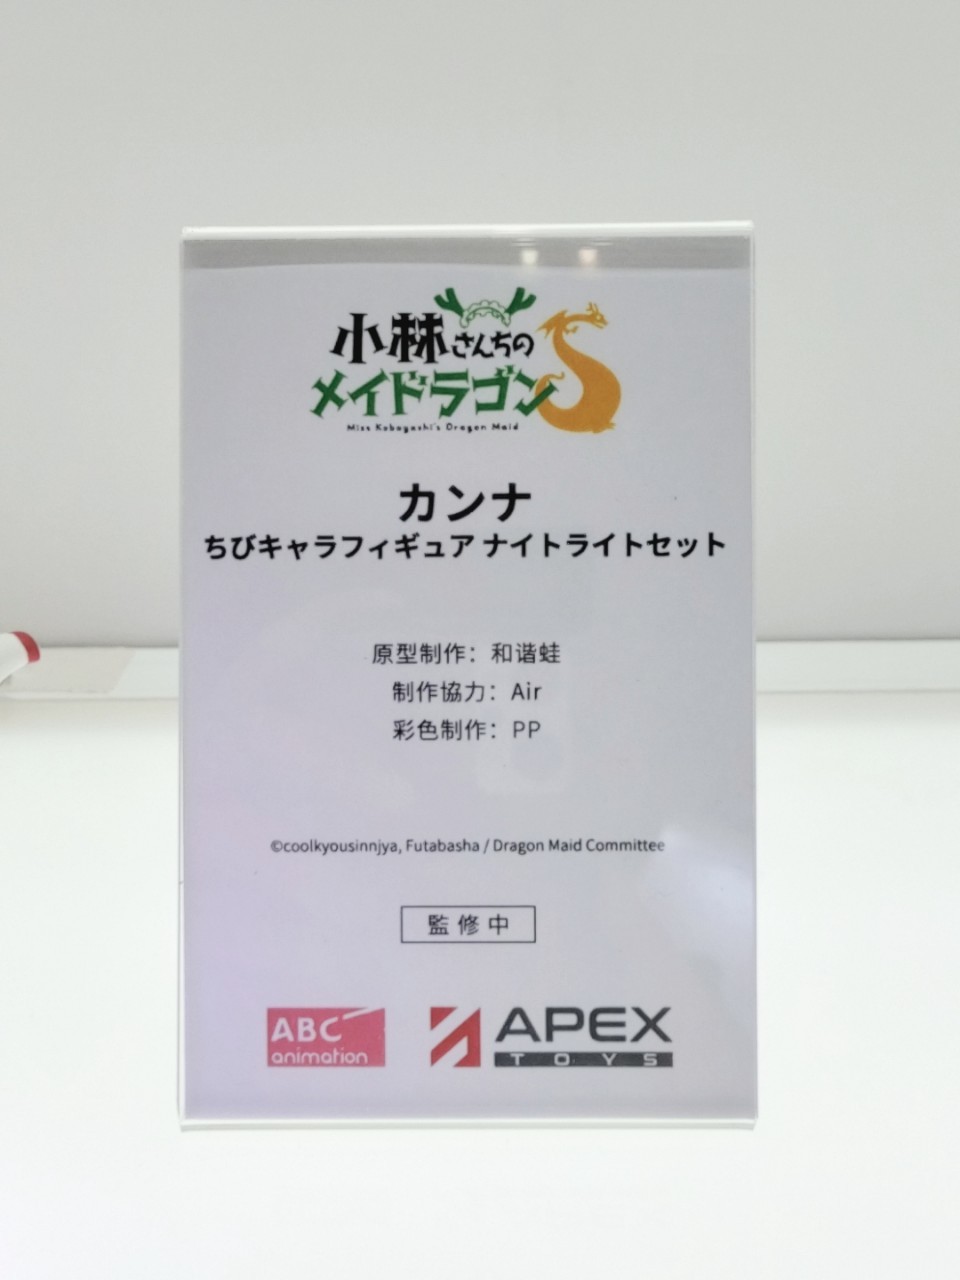 小林さんちの
メイドラゴンS
Miss Kobayashi's Dragon Maid
カンナ
ちびキャラフィギュア ナイトライトセット
原型制作：和谐蛙
制作協力：Air
彩色制作：PP
©coolkyousinnjya, Futabasha / Dragon Maid Committee
監修中
ABC
animation
APEX
TOYS